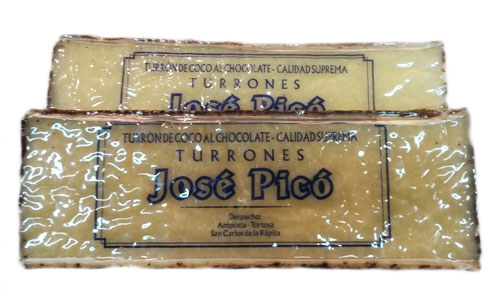 TURRON DE COCO AL CHOCOLATE - CALIDAD SUPREMA
TURRONES
José Picó
TURRON DE COCO AL CHOCOLATE - CALIDAD SUPREMA
TURRONES
José Picó
Despacho:
Amposta - Tortosa
San Carlos de la Rápita